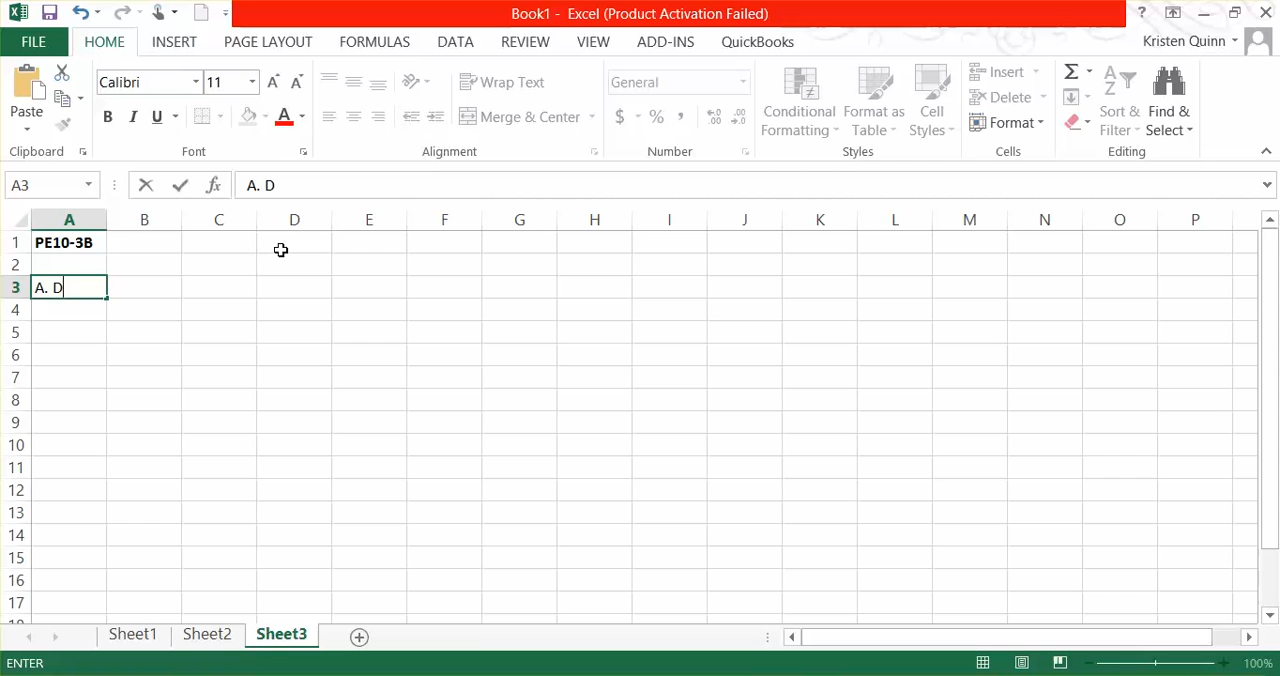 Book1 - Excel (Product Activation Failed)
FILE HOME INSERT PAGE LAYOUT FORMULAS DATA REVIEW VIEW ADD-INS QuickBooks Kristen Quinn
Calibri 11 Wrap Text General Insert
Paste B I U A Merge & Center $ % , Conditional Formatting Format as Table Cell Styles Delete Sort & Filter Find & Select
Format
Clipboard Font Alignment Number Styles Cells Editing
A3 fx A. D
A B C D E F G H I J K L M N O P
1 PE10-3B
2
3 A. D
4
5
6
7
8
9
10
11
12
13
14
15
16
17
18
Sheet1 Sheet2 Sheet3
ENTER 100%